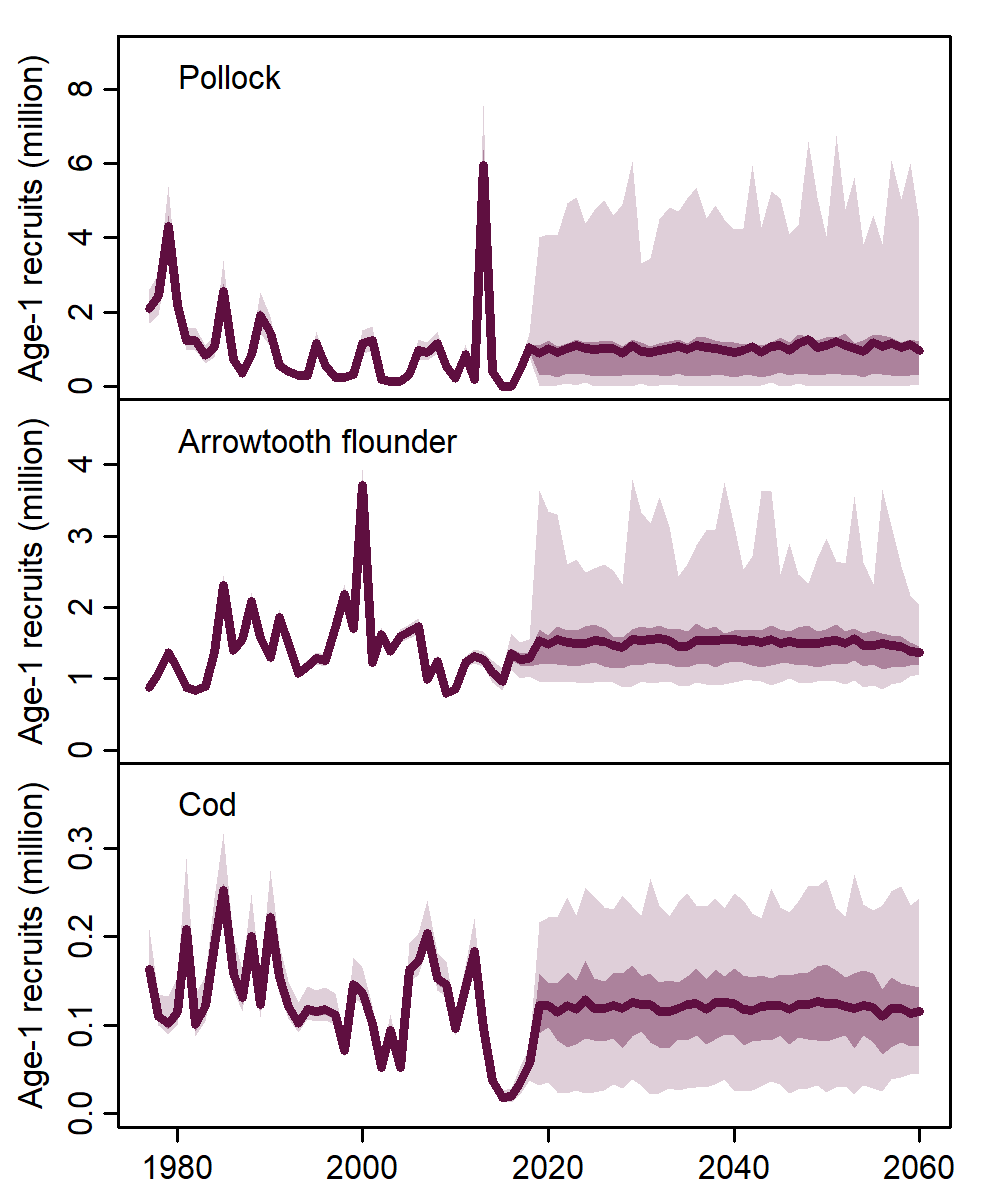 Pollock
Age-1 recruits (million)
8
6
4
2
0
Arrowtooth flounder
Age-1 recruits (million)
4
3
2
1
0
Cod
Age-1 recruits (million)
0.3
0.2
0.1
0.0
1980 2000 2020 2040 2060